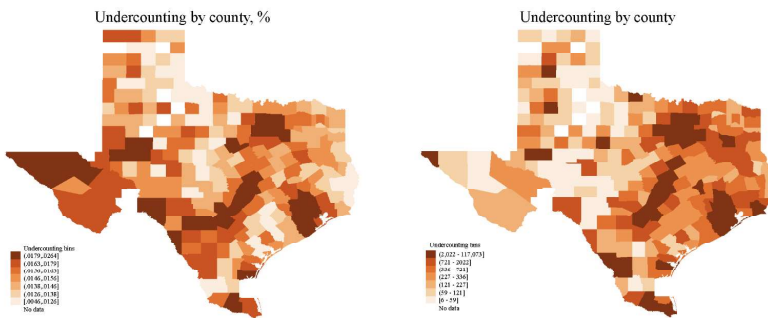 Undercounting by county, %
Undercounting by county
Undercounting bins
(.0179,.0264]
(.0163,.0179]
(.0146,.0156]
(.0138,.0146]
(.0126,.0138]
[.0046,.0126]
No data
Undercounting bins
(2,022 - 117,073]
(721 - 2022]
(227 - 336]
(121 - 227]
(59 - 121]
[6 - 59]
No data